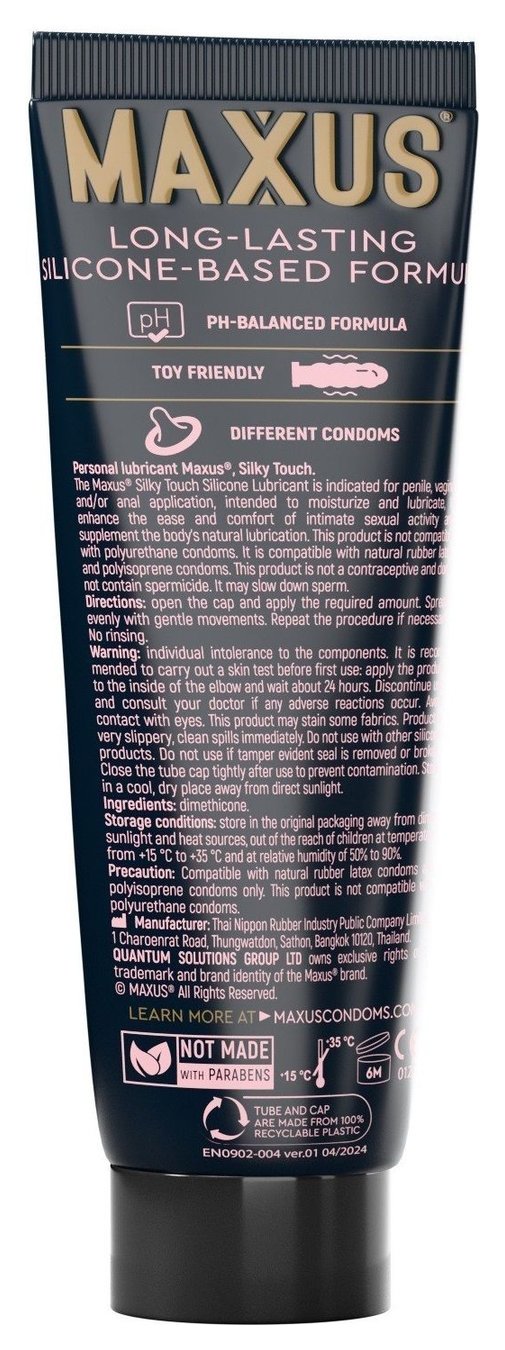 MAXUS®
LONG-LASTING
SILICONE-BASED FORMU
pH
PH-BALANCED FORMULA
TOY FRIENDLY
DIFFERENT CONDOMS
Personal lubricant Maxus®, Silky Touch.
The Maxus® Silky Touch Silicone Lubricant is indicated for penile,
and/or anal application, intended to moisturize and lubricate,
enhance the ease and comfort of intimate sexual activity
supplement the body's natural lubrication. This product is not
with polyurethane condoms. It is compatible with natural rubber
and polyisoprene condoms. This product is not a contraceptive and
not contain spermicide. It may slow down sperm.
Directions: open the cap and apply the required amount.
evenly with gentle movements. Repeat the procedure if
No rinsing.
Warning: individual intolerance to the components. It is
mended to carry out a skin test before first use: apply the
to the inside of the elbow and wait about 24 hours. Discontinue
and consult your doctor if any adverse reactions occur.
contact with eyes. This product may stain some fabrics.
very slippery, clean spills immediately. Do not use with other
products. Do not use if tamper evident seal is removed or
Close the tube cap tightly after use to prevent contamination.
in a cool, dry place away from direct sunlight.
Ingredients: dimethicone.
Storage conditions: store in the original packaging away from
sunlight and heat sources, out of the reach of children at
from +15 °C to +35 °C and at relative humidity of 50% to 90%.
Precaution: Compatible with natural rubber latex condoms
polyisoprene condoms only. This product is not compatible
polyurethane condoms.
Manufacturer: Thai Nippon Rubber Industry Public Company
1 Charoenrat Road, Thungwatdon, Sathon, Bangkok 10120, Thailand.
QUANTUM SOLUTIONS GROUP LTD owns exclusive rights
trademark and brand identity of the Maxus® brand.
© MAXUS® All Rights Reserved.
LEARN MORE AT ►MAXUSCONDOMS.CO
NOT MADE
WITH PARABENS
+35 °C
+15 °C
6M
CE
012
TUBE AND CAP
ARE MADE FROM 100%
RECYCLABLE PLASTIC
EN0902-004 ver.01 04/2024